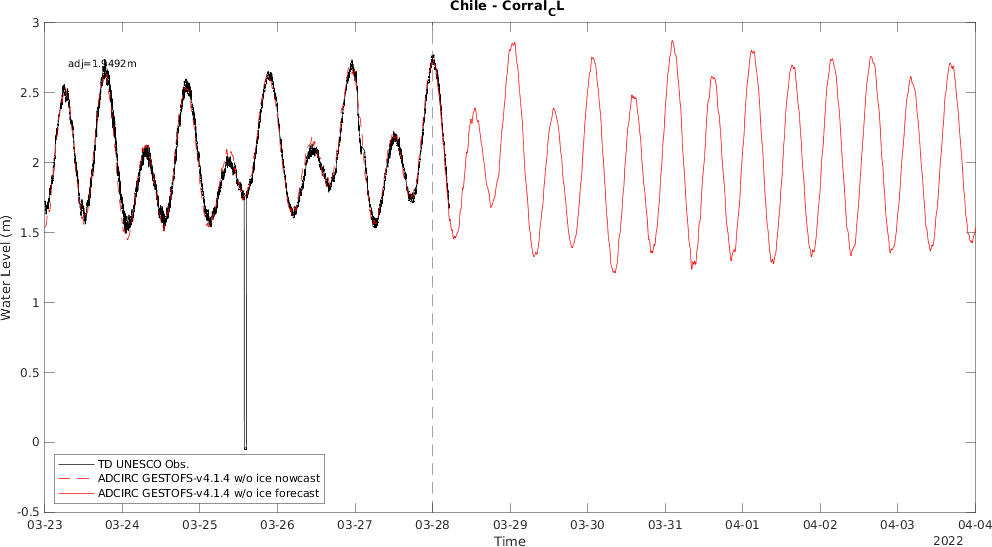 Chile - Corral_CL
adj=1.9492m
3
2.5
2
1.5
1
0.5
0
-0.5
Water Level (m)
TD UNESCO Obs.
ADCIRC GESTOFS-v4.1.4 w/o ice nowcast
ADCIRC GESTOFS-v4.1.4 w/o ice forecast
03-23 03-24 03-25 03-26 03-27 03-28 03-29 03-30 03-31 04-01 04-02 04-03 04-04
Time
2022